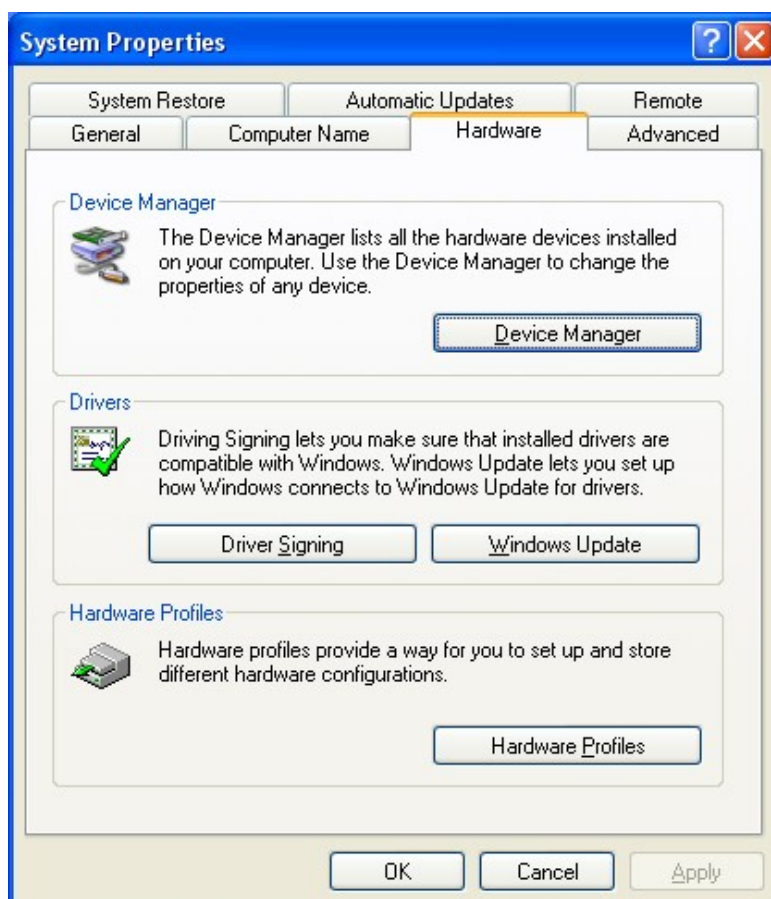 System Properties
System Restore
Automatic Updates
Remote
General
Computer Name
Hardware
Advanced
Device Manager
The Device Manager lists all the hardware devices installed
on your computer. Use the Device Manager to change the
properties of any device.
Device Manager
Drivers
Driving Signing lets you make sure that installed drivers are
compatible with Windows. Windows Update lets you set up
how Windows connects to Windows Update for drivers.
Driver Signing
Windows Update
Hardware Profiles
Hardware profiles provide a way for you to set up and store
different hardware configurations.
Hardware Profiles
OK
Cancel
Apply